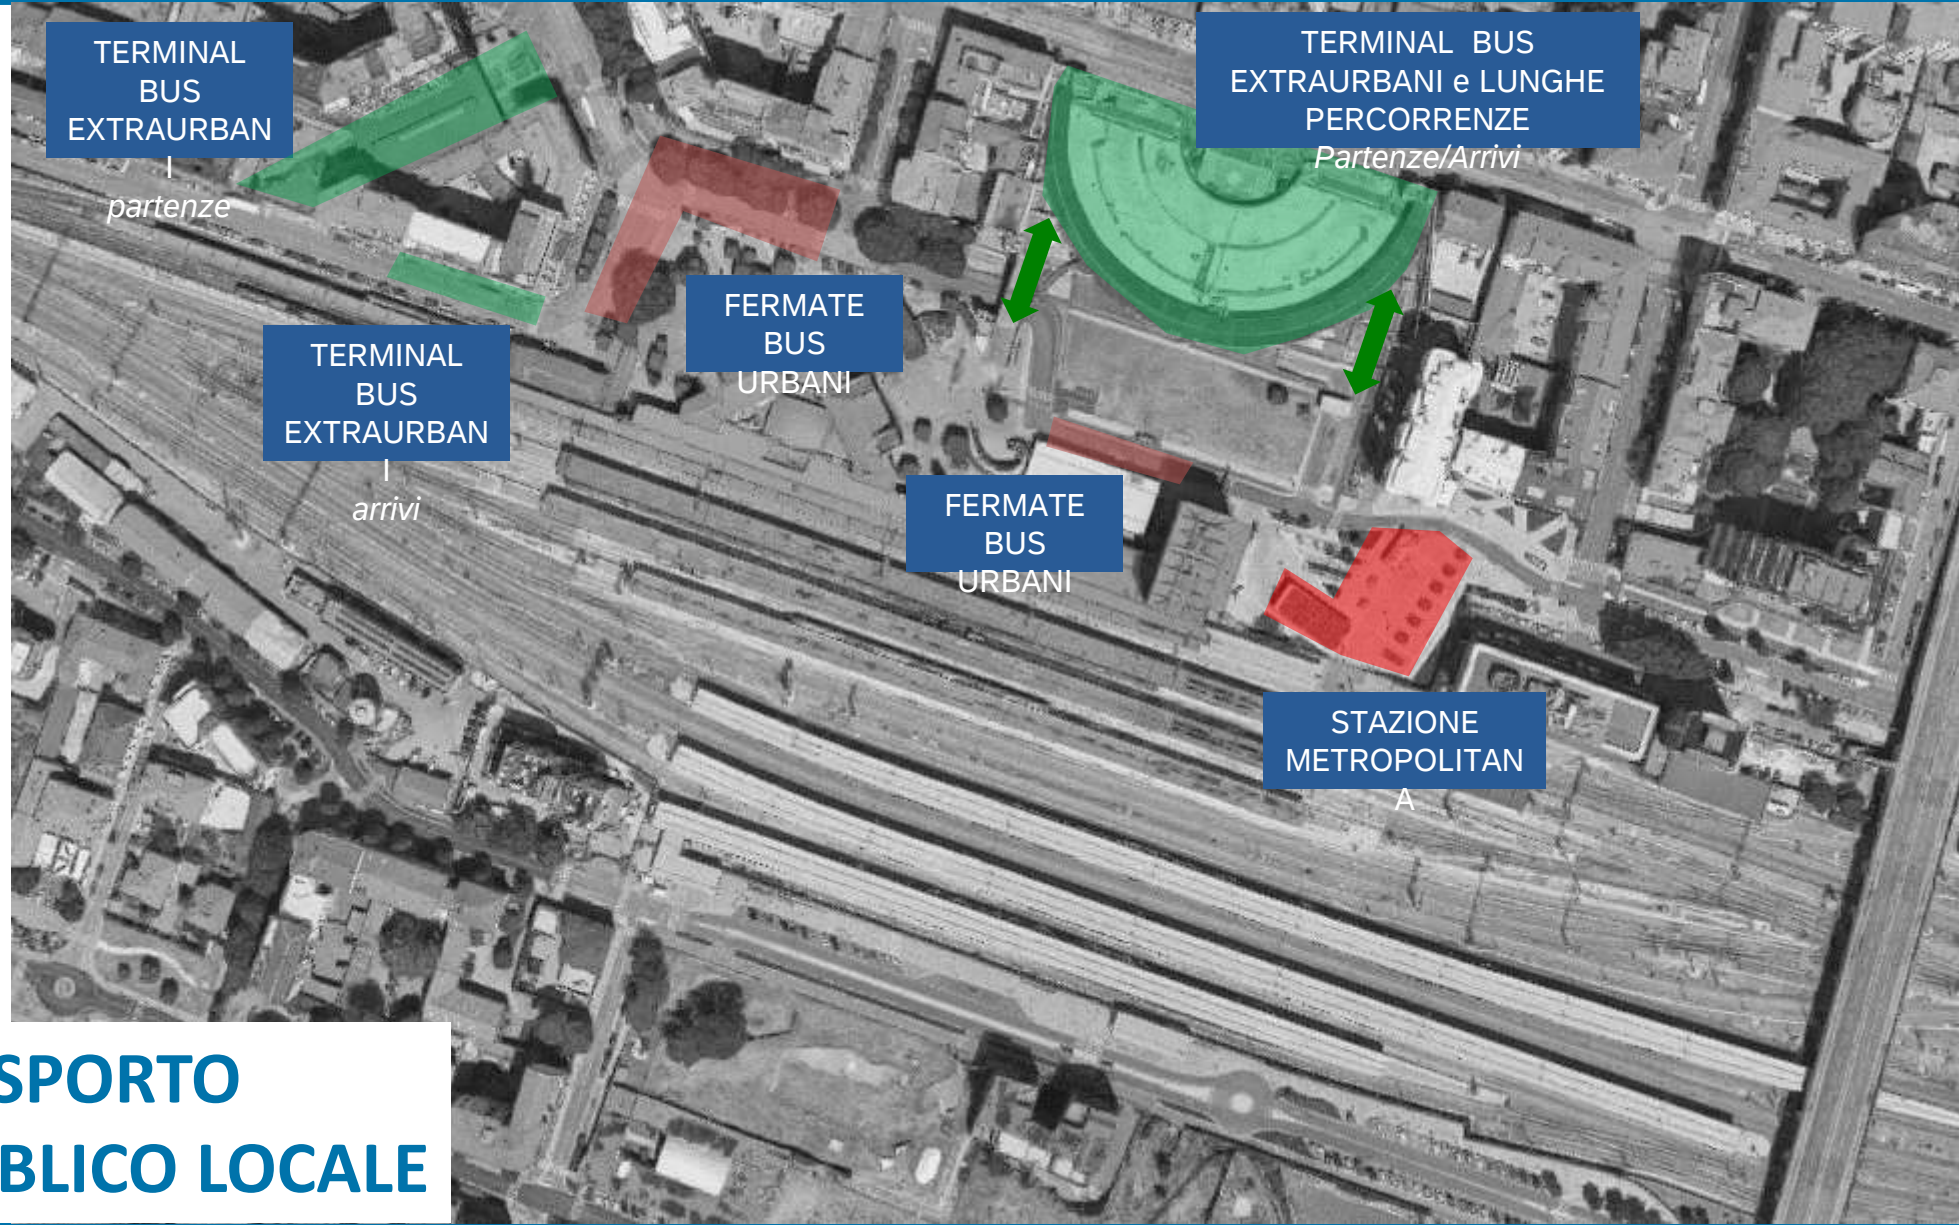 TERMINAL
BUS
EXTRAURBAN
I
partenze
TERMINAL BUS
EXTRAURBANI e LUNGHE
PERCORRENZE
Partenze/Arrivi
FERMATE
BUS
URBANI
TERMINAL
BUS
EXTRAURBAN
I
arrivi
FERMATE
BUS
URBANI
STAZIONE
METROPOLITAN
A
SPORTO
BLICO LOCALE